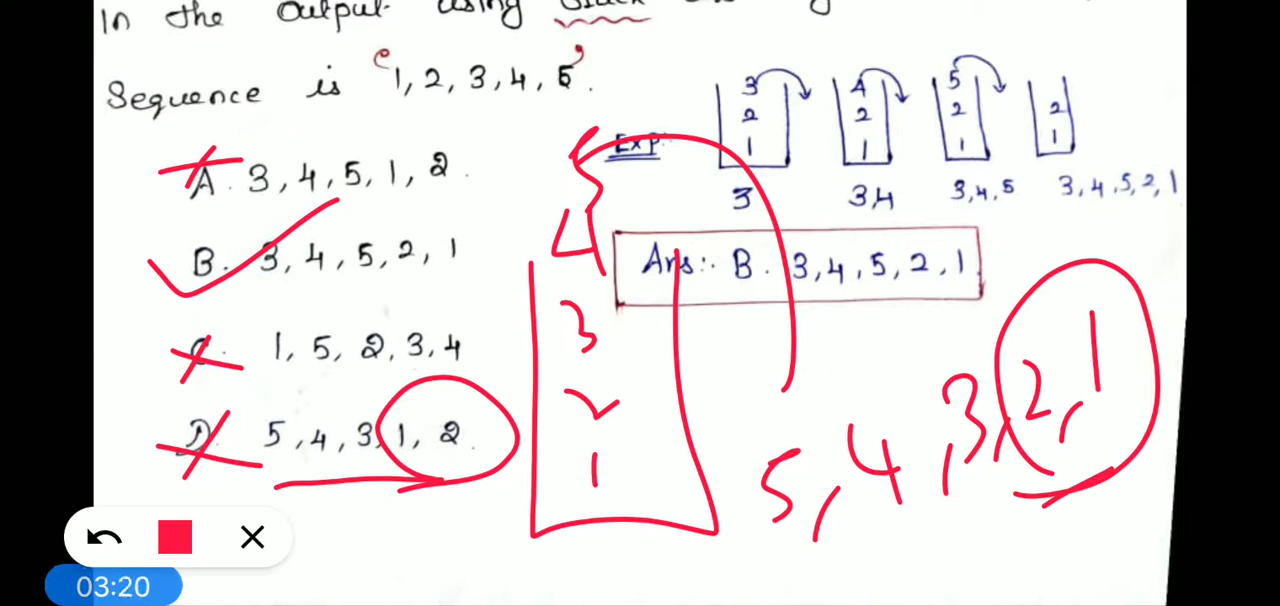 In the Output using Stack
Sequence is "1, 2, 3, 4, 5".
A. 3, 4, 5, 1, 2.
B. 3, 4, 5, 2, 1
C. 1, 5, 2, 3, 4
D. 5, 4, 3, 1, 2.
Exp:
3
2
1
3
4
2
1
3,4
5
2
1
3,4,5
2
1
3,4,5,2,1
Ans:- B. 3,4,5,2,1
5
4
3
2
1
5,4,3,2,1
03:20